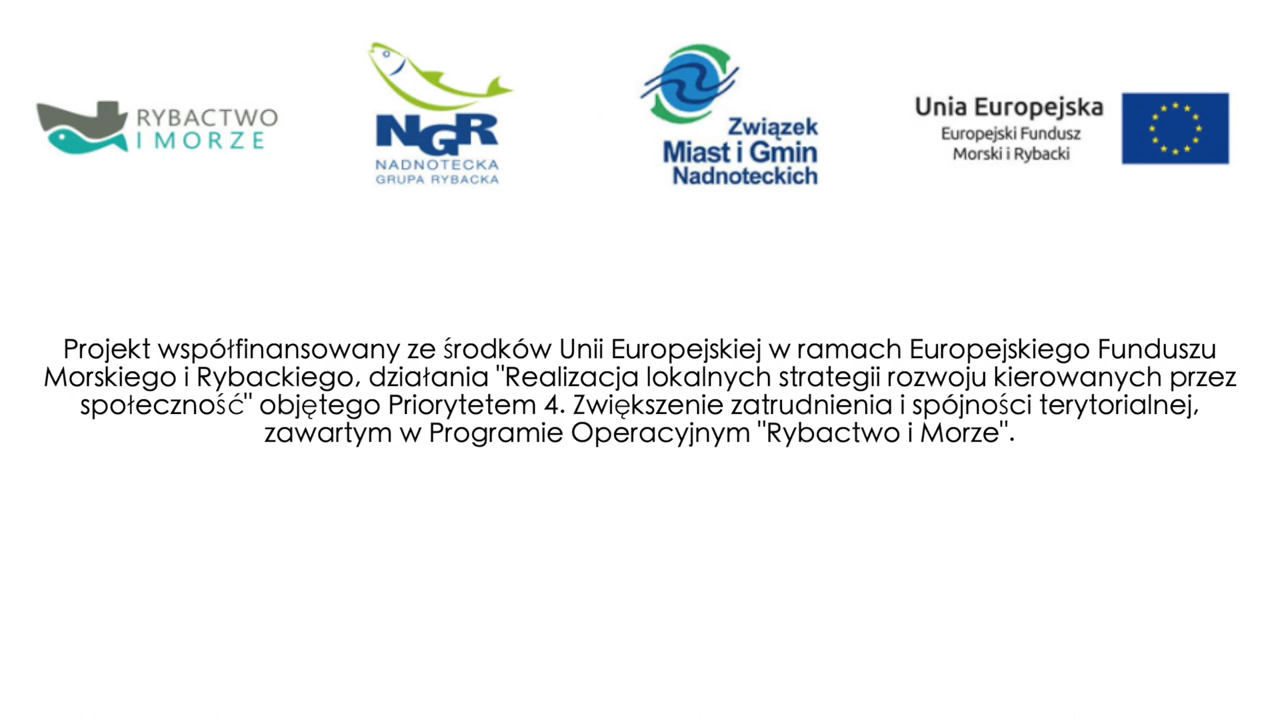 RYBACTWO
I MORZE
NGR
NADNOTECKA
GRUPA RYBACKA
Związek
Miast i Gmin
Nadnoteckich
Unia Europejska
Europejski Fundusz
Morski i Rybacki
Projekt współfinansowany ze środków Unii Europejskiej w ramach Europejskiego Funduszu
Morskiego i Rybackiego, działania "Realizacja lokalnych strategii rozwoju kierowanych przez
społeczność" objętego Priorytetem 4. Zwiększenie zatrudnienia i spójności terytorialnej,
zawartym w Programie Operacyjnym "Rybactwo i Morze".